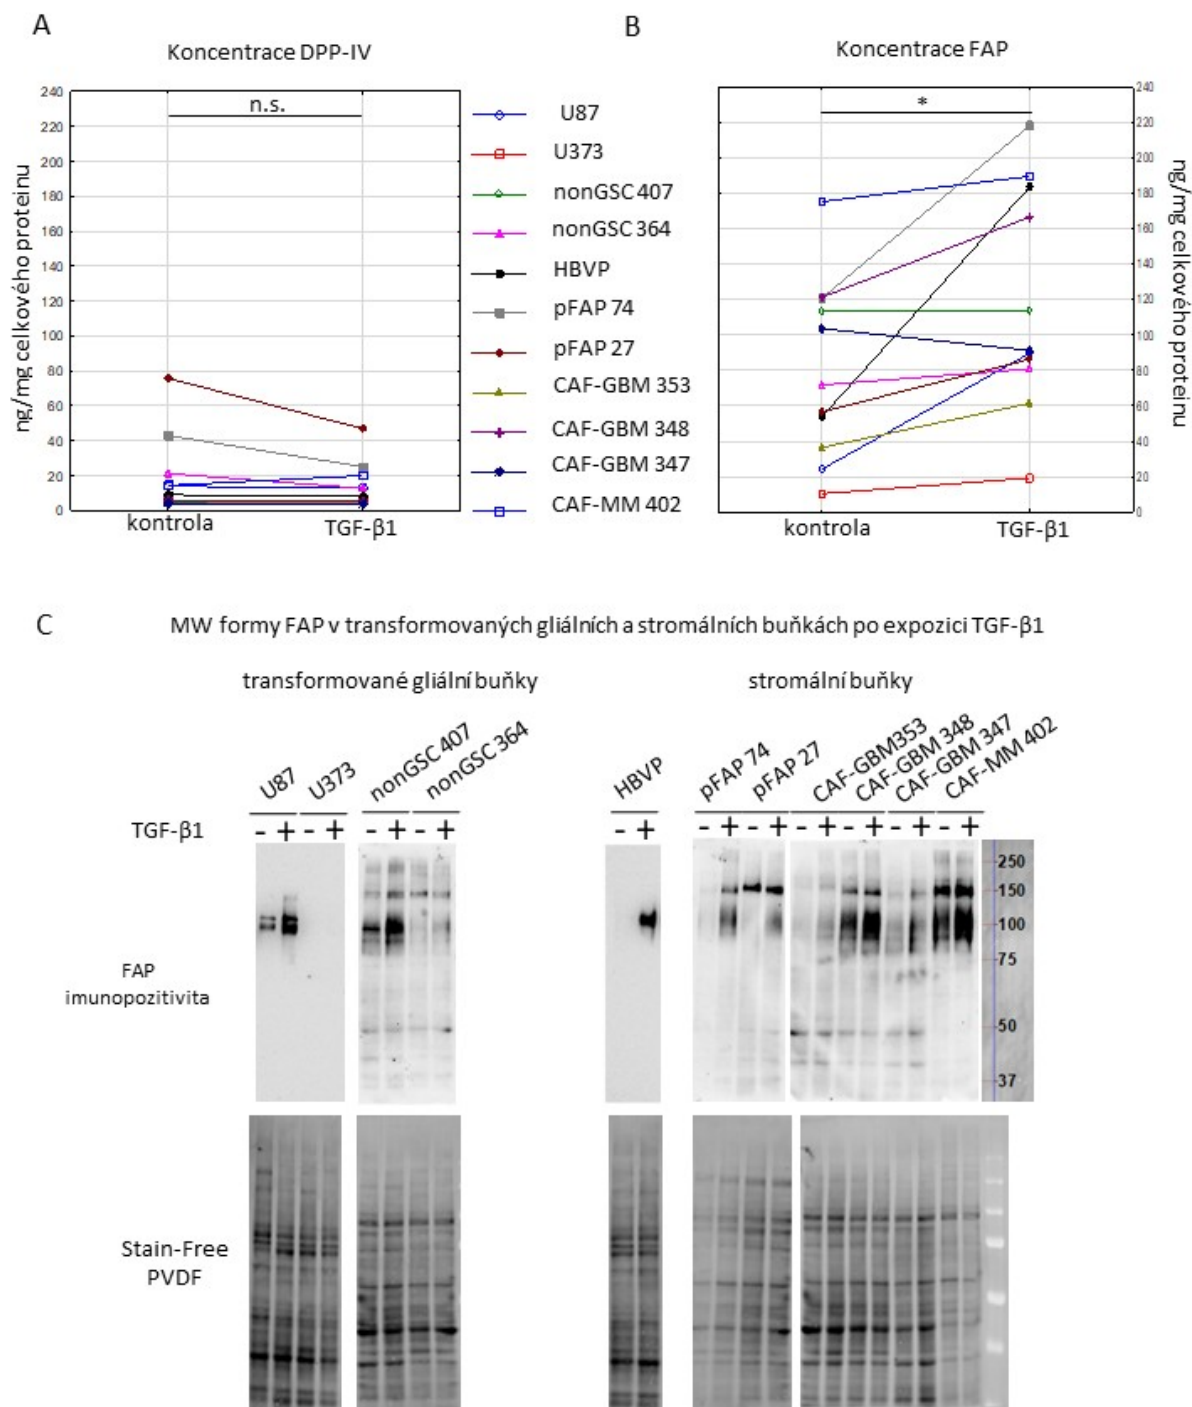 A
Koncentrace DPP-IV
ng/mg celkového proteinu
240
220
200
180
160
140
120
100
80
60
40
20
0
n.s.
kontrola
TGF-β1
U87
U373
nonGSC 407
nonGSC 364
HBVP
pFAP 74
pFAP 27
CAF-GBM 353
CAF-GBM 348
CAF-GBM 347
CAF-MM 402
B
Koncentrace FAP
*
240
220
200
180
160
140
120
100
80
60
40
20
0
ng/mg celkového proteinu
kontrola
TGF-β1
C
MW formy FAP v transformovaných gliálních a stromálních buňkách po expozici TGF-β1
transformované gliální buňky
stromální buňky
U87
U373
nonGSC 407
nonGSC 364
HBVP
pFAP 74
pFAP 27
CAF-GBM353
CAF-GBM 348
CAF-GBM 347
CAF-MM 402
TGF-β1
- + - + - + - + - + - + - + - + - + - + - +
250
150
100
75
50
37
FAP
imunopozitivita
Stain-Free
PVDF